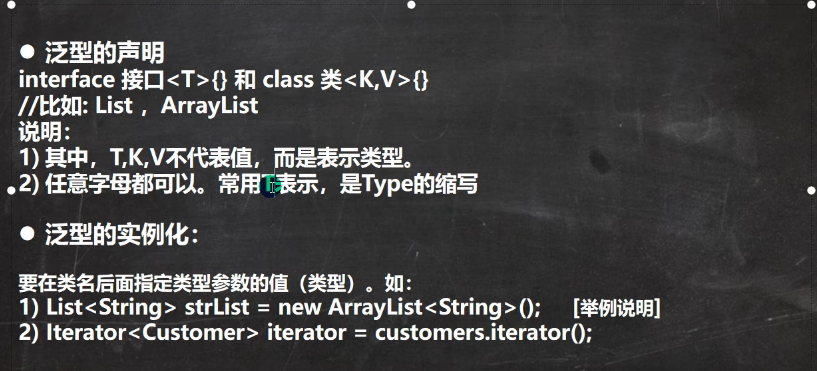 ● 泛型的声明
interface 接口<T>{} 和 class 类<K,V>{}
//比如: List ，ArrayList
说明：
1) 其中，T,K,V不代表值，而是表示类型。
2) 任意字母都可以。常用T表示，是Type的缩写
● 泛型的实例化：
要在类名后面指定类型参数的值（类型）。如：
1) List<String> strList = new ArrayList<String>(); [举例说明]
2) Iterator<Customer> iterator = customers.iterator();